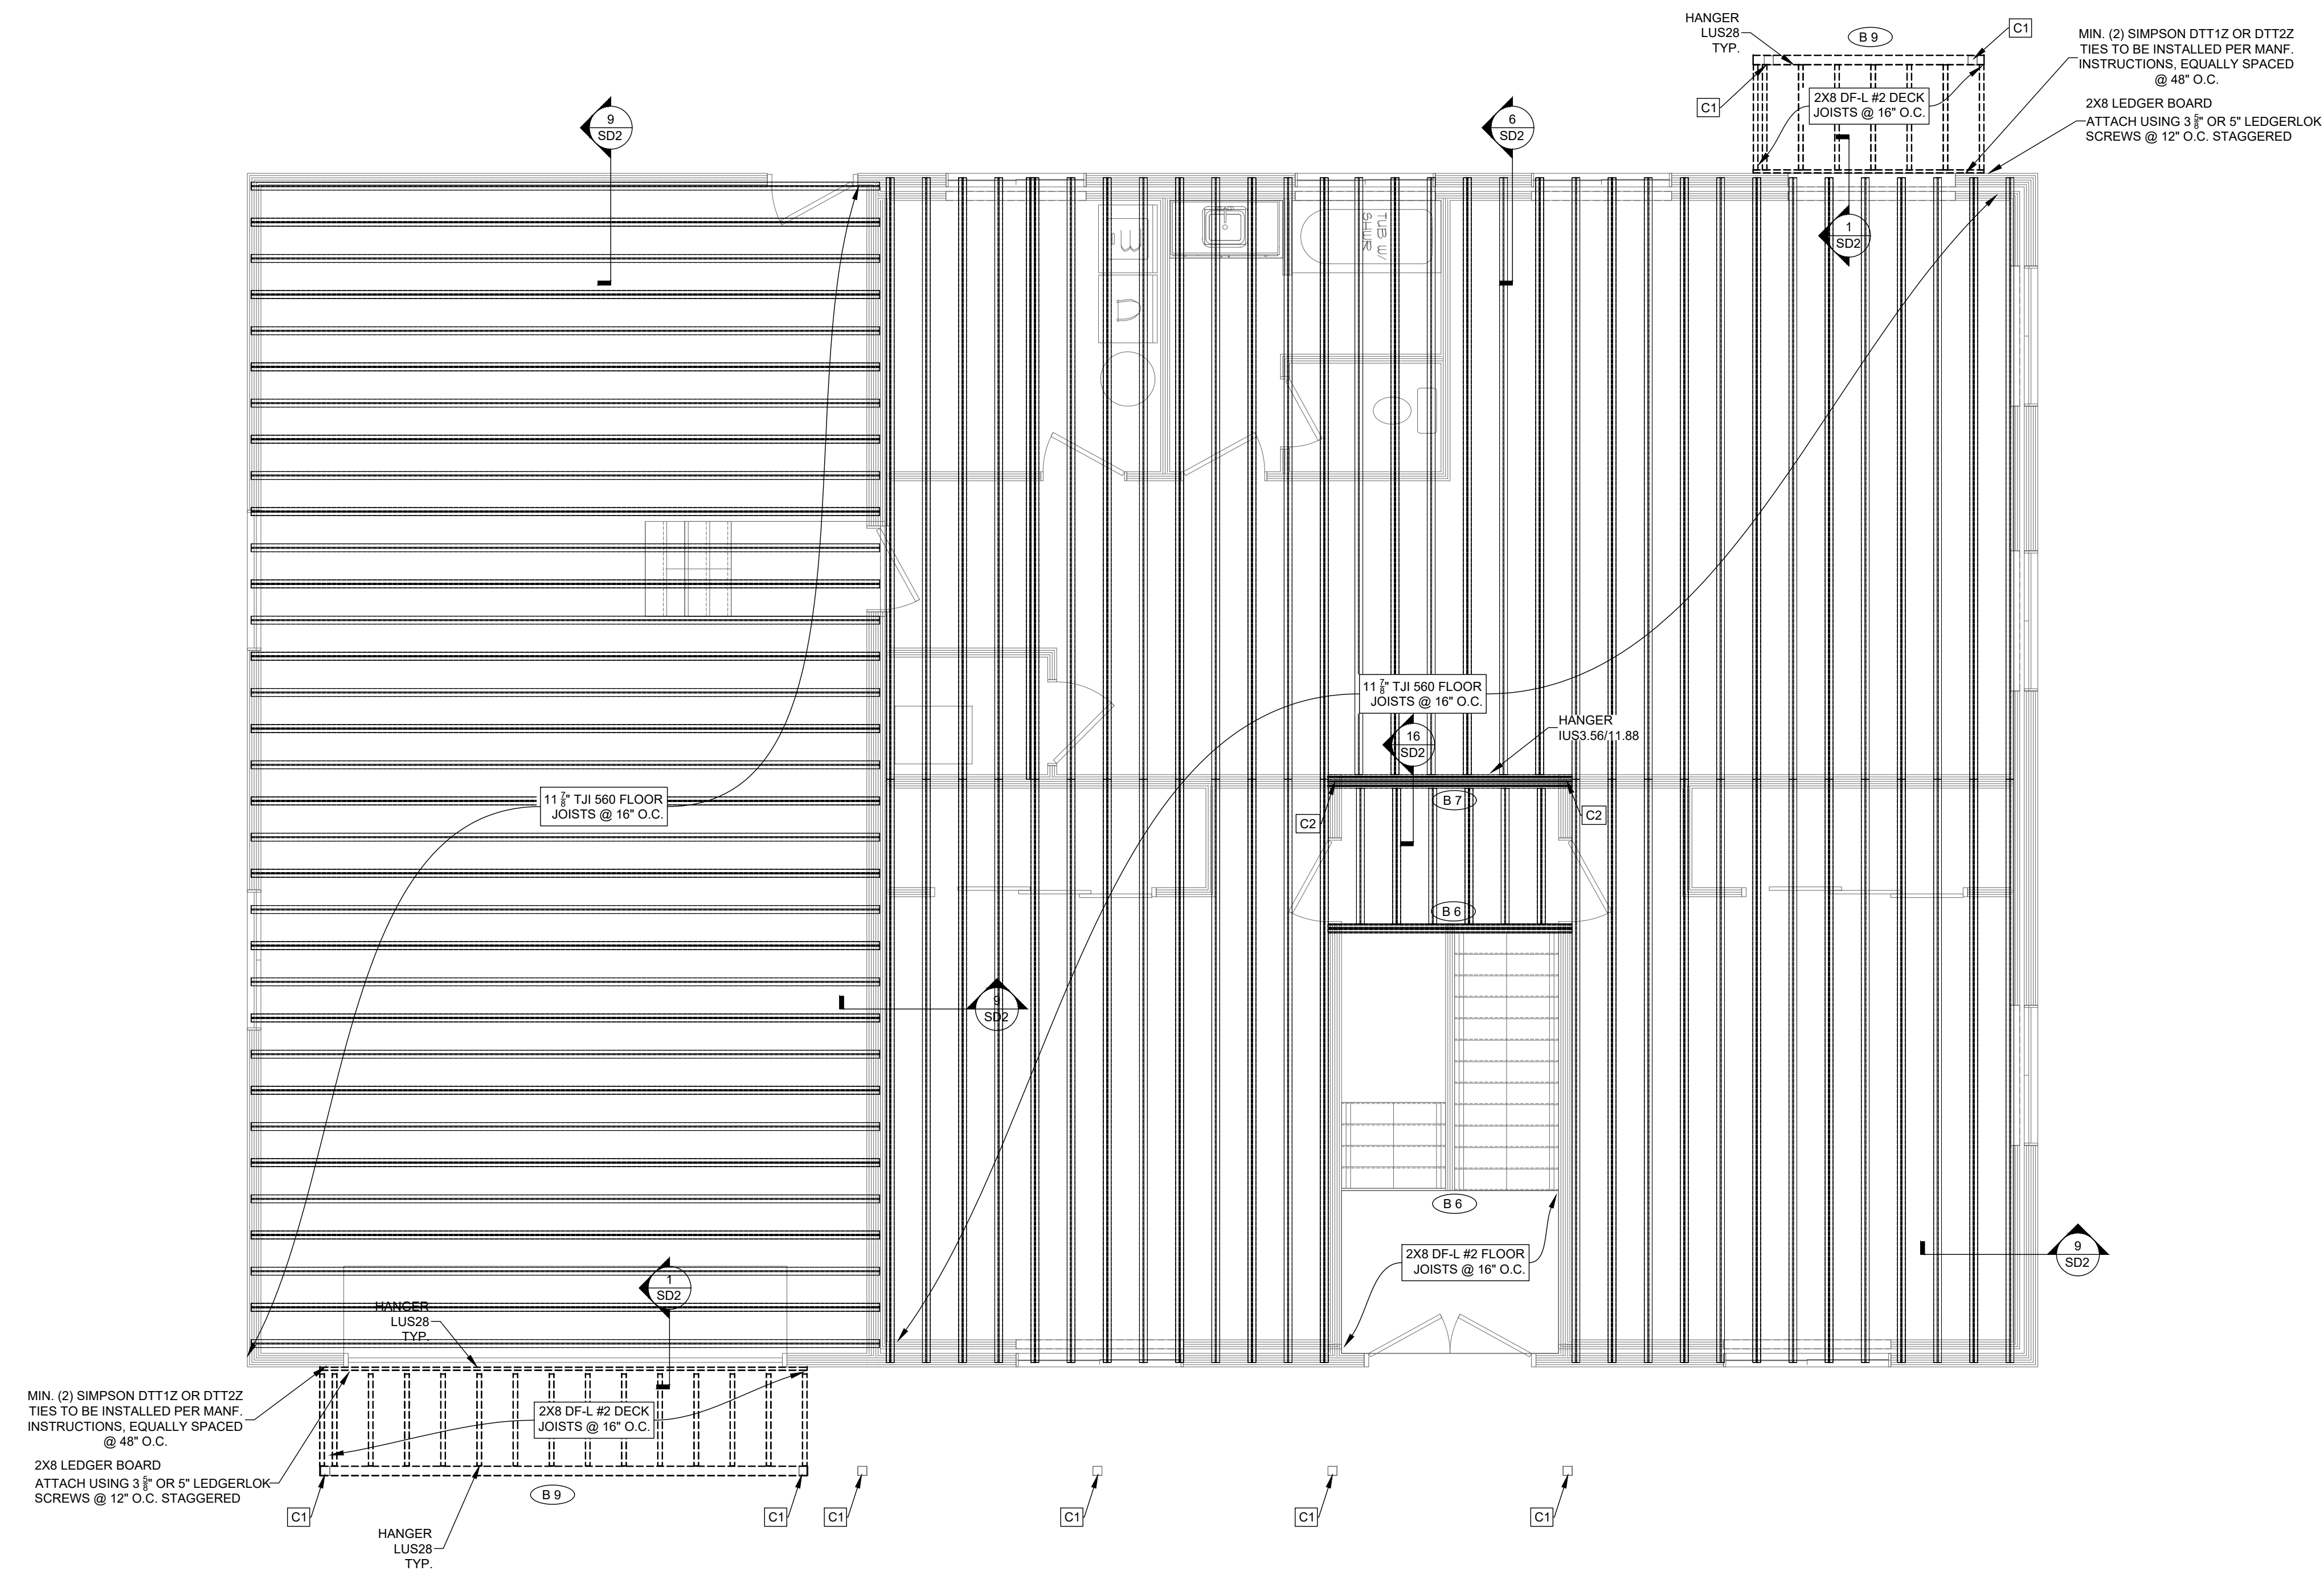 HANGER
LUS28
TYP.
B 9
C1
MIN. (2) SIMPSON DTT1Z OR DTT2Z
TIES TO BE INSTALLED PER MANF.
INSTRUCTIONS, EQUALLY SPACED
@ 48" O.C.
C1
2X8 DF-L #2 DECK
JOISTS @ 16" O.C.
2X8 LEDGER BOARD
ATTACH USING 3 5/8" OR 5" LEDGERLOK
SCREWS @ 12" O.C. STAGGERED
9
SD2
6
SD2
1
SD2
W
D
TUB W/
SHWR
11 7/8" TJI 560 FLOOR
JOISTS @ 16" O.C.
HANGER
IUS3.56/11.88
16
SD2
11 7/8" TJI 560 FLOOR
JOISTS @ 16" O.C.
B 7
C2
C2
B 6
9
SD2
B 6
2X8 DF-L #2 FLOOR
JOISTS @ 16" O.C.
9
SD2
1
SD2
HANGER
LUS28
TYP.
MIN. (2) SIMPSON DTT1Z OR DTT2Z
TIES TO BE INSTALLED PER MANF.
INSTRUCTIONS, EQUALLY SPACED
@ 48" O.C.
2X8 DF-L #2 DECK
JOISTS @ 16" O.C.
2X8 LEDGER BOARD
ATTACH USING 3 5/8" OR 5" LEDGERLOK
SCREWS @ 12" O.C. STAGGERED
B 9
C1
C1
C1
C1
C1
C1
HANGER
LUS28
TYP.